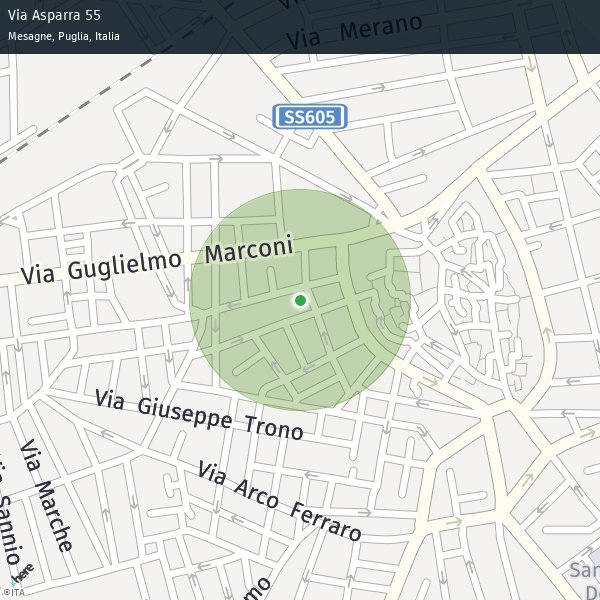 Via Asparra 55
Mesagne, Puglia, Italia
Via Merano
SS605
Via Guglielmo Marconi
Via Giuseppe Trono
Via Marche
Via Arco Ferraro
Sannio
here
©ITA